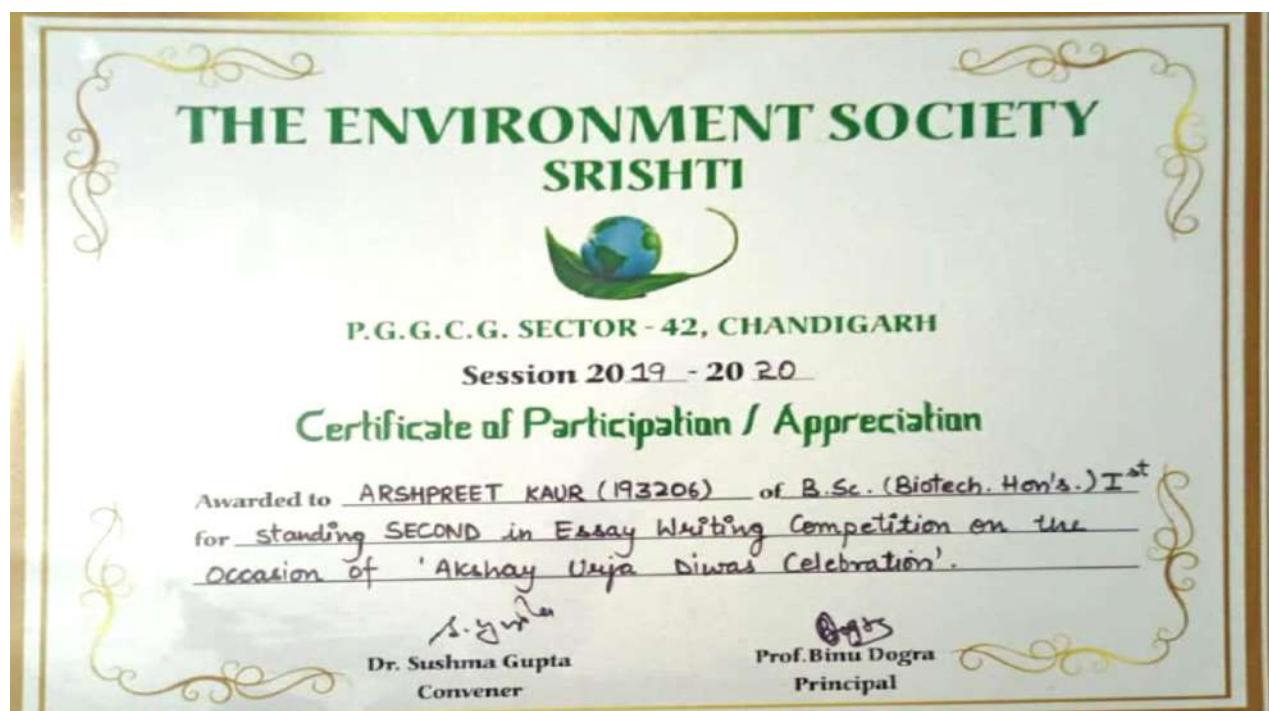 THE ENVIRONMENT SOCIETY
SRISHTI
P.G.G.C.G. SECTOR - 42, CHANDIGARH
Session 2019 - 2020
Certificate of Participation / Appreciation
Awarded to ARSHPREET KAUR (193206) of B.Sc. (Biotech. Hon's.) Ist
for standing SECOND in Essay Writing Competition on the
occasion of 'Akshay Urja Diwas Celebration'.
Dr. Sushma Gupta
Prof.Binu Dogra
Convener
Principal